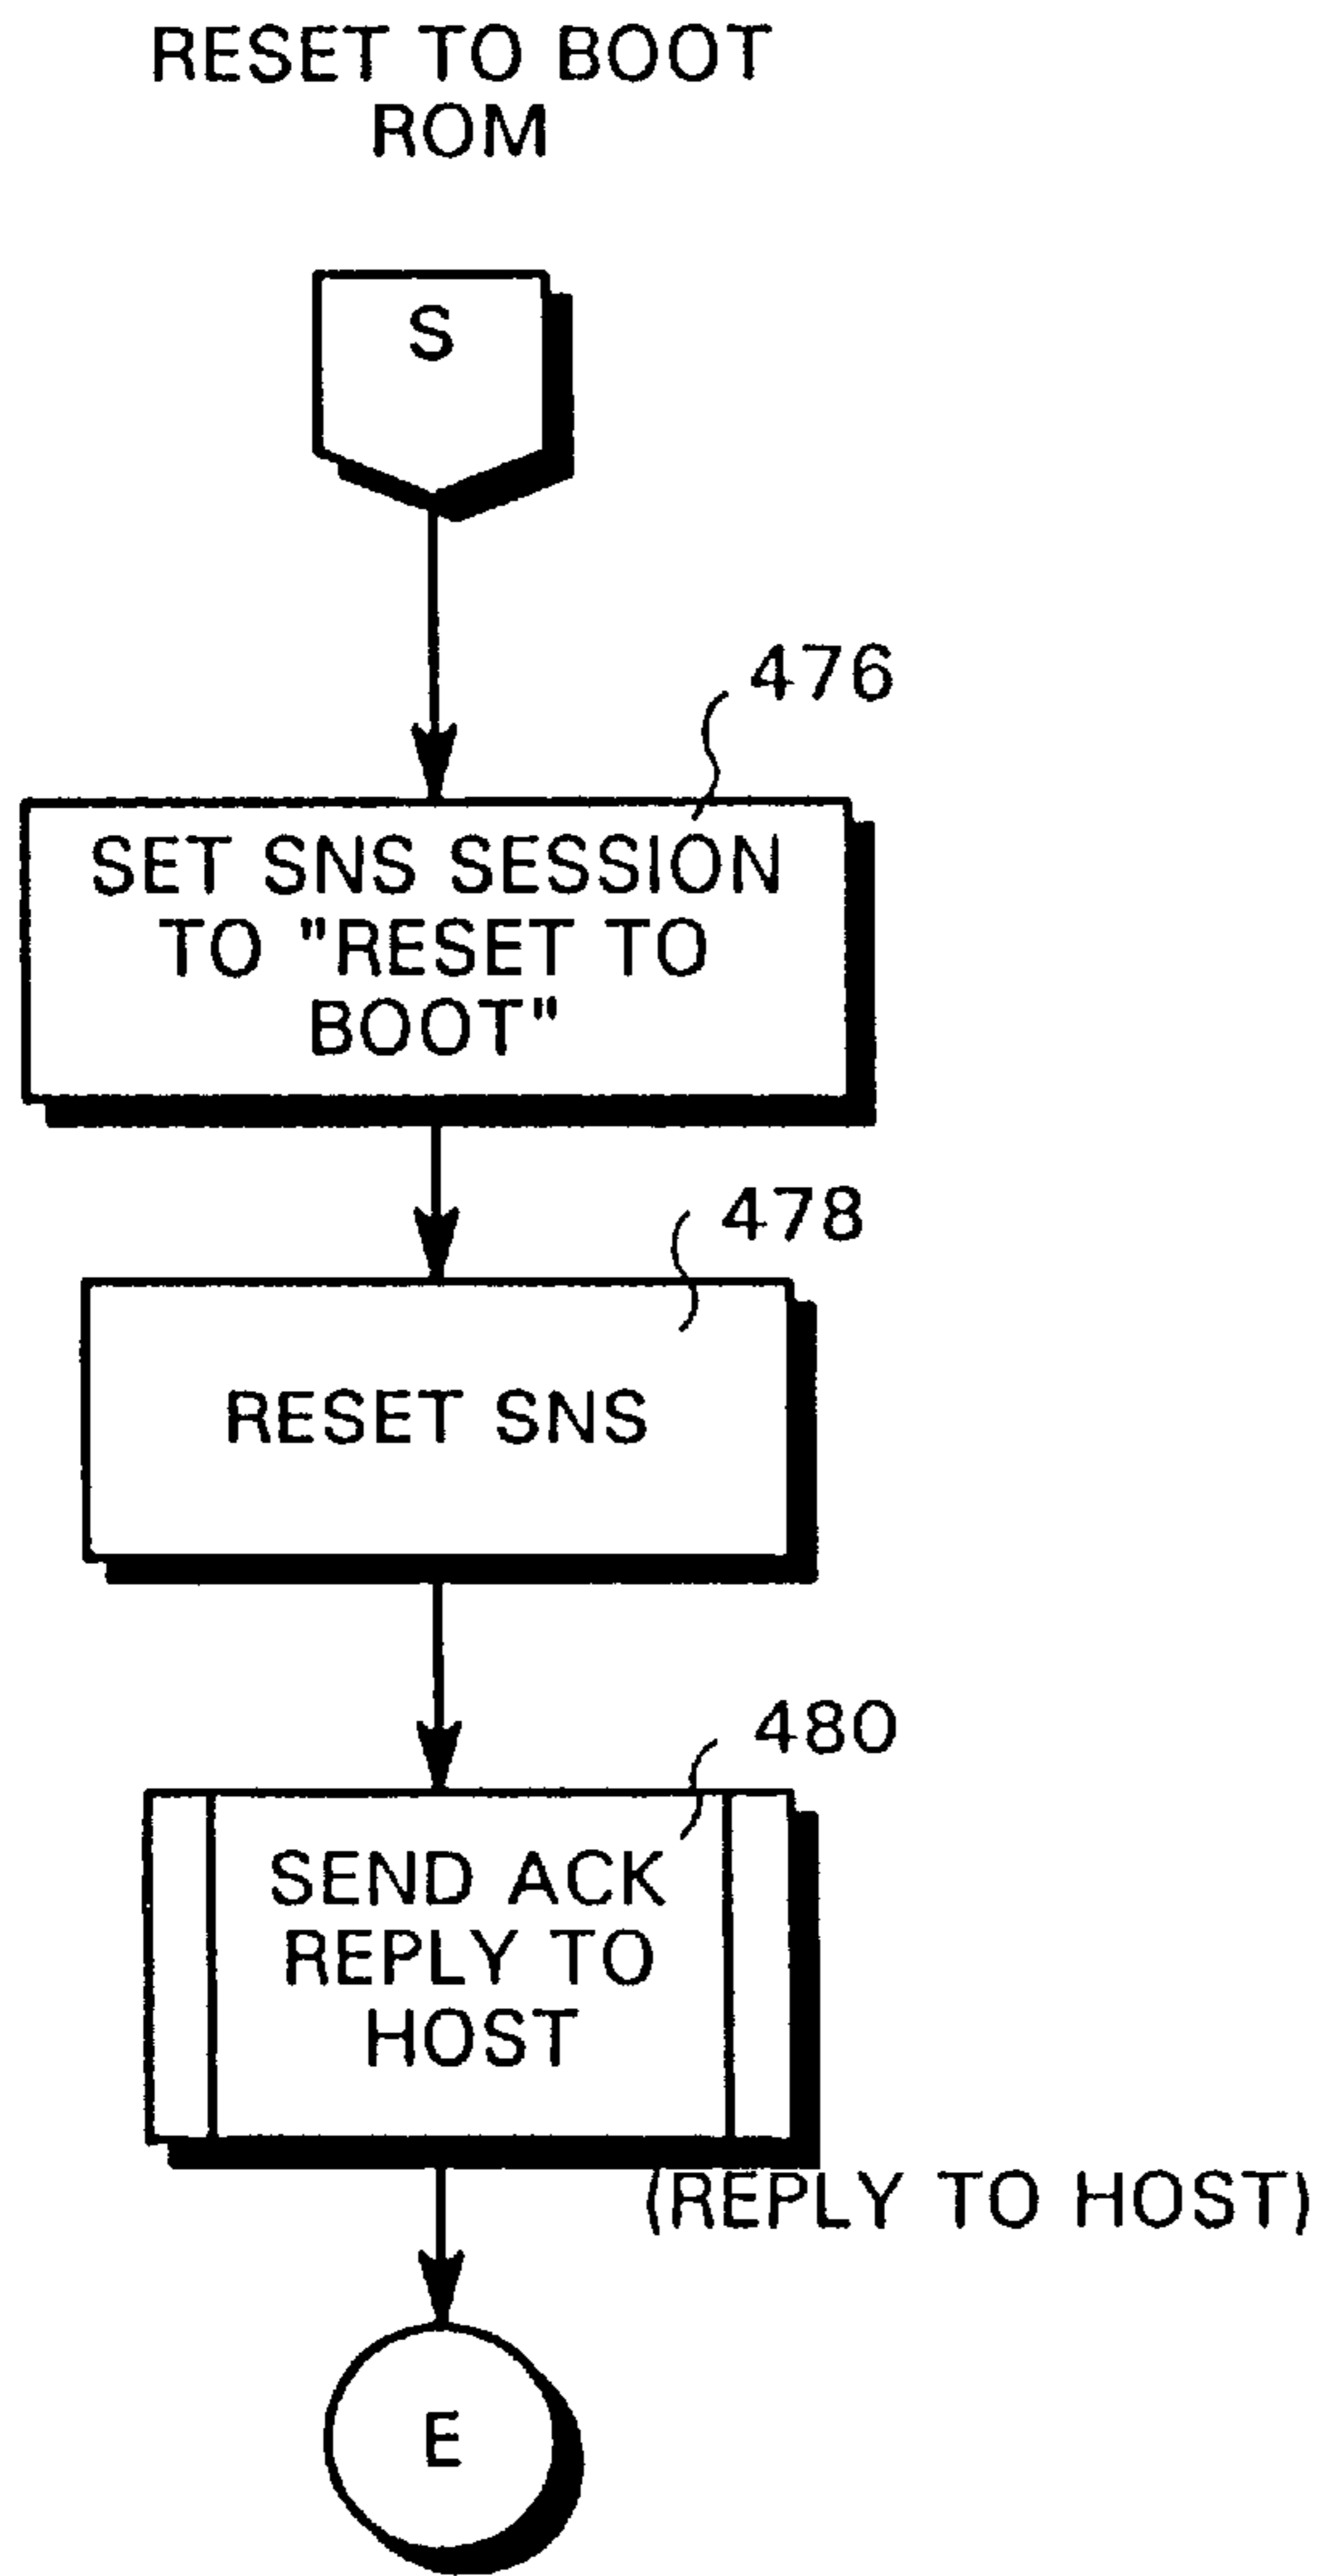 RESET TO BOOT
ROM
S
476
SET SNS SESSION
TO "RESET TO
BOOT"
478
RESET SNS
480
SEND ACK
REPLY TO
HOST
(REPLY TO HOST)
E